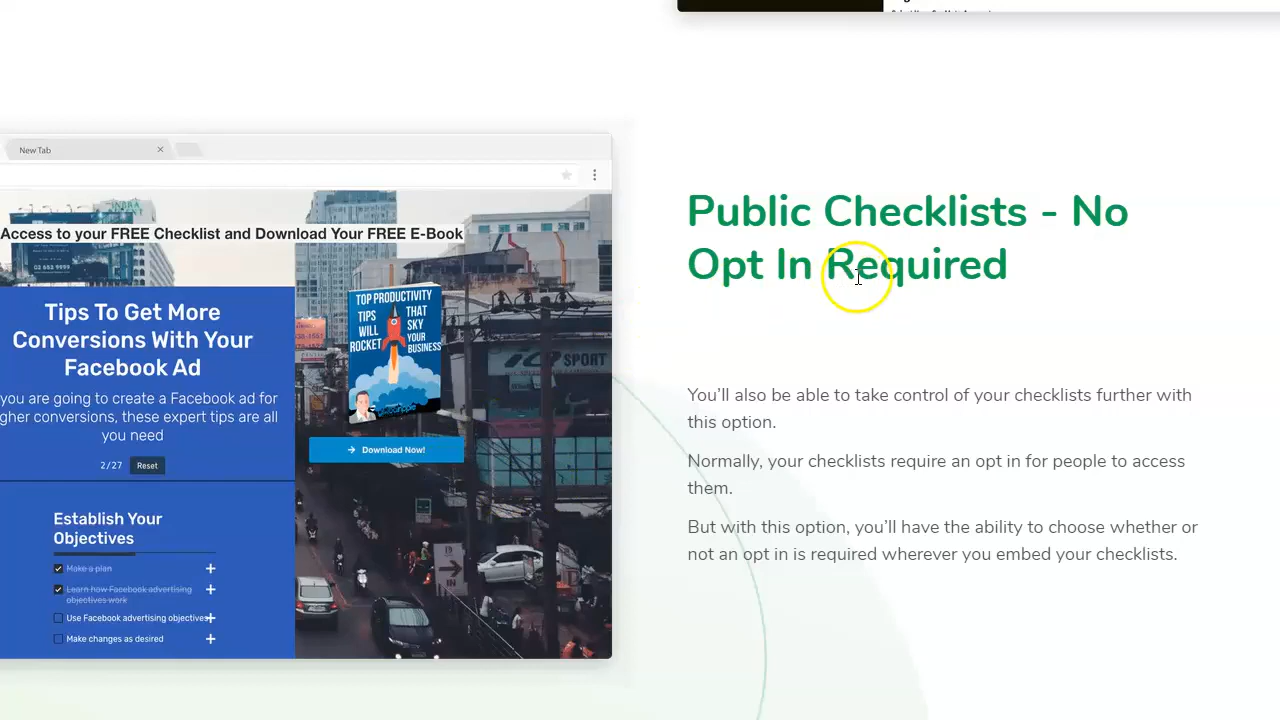 New Tab
Access to your FREE Checklist and Download Your FREE E-Book
Tips To Get More
Conversions With Your
Facebook Ad
you are going to create a Facebook ad for
gher conversions, these expert tips are all
you need
2/27 Reset
Establish Your
Objectives
Make a plan
Learn how Facebook advertising
objectives work
Use Facebook advertising objectives
Make changes as desired
TOP PRODUCTIVITY
TIPS THAT
WILL SKY
ROCKET YOUR
BUSINESS
Download Now!
SPORT
IN
Public Checklists - No
Opt In Required
You'll also be able to take control of your checklists further with
this option.
Normally, your checklists require an opt in for people to access
them.
But with this option, you'll have the ability to choose whether or
not an opt in is required wherever you embed your checklists.